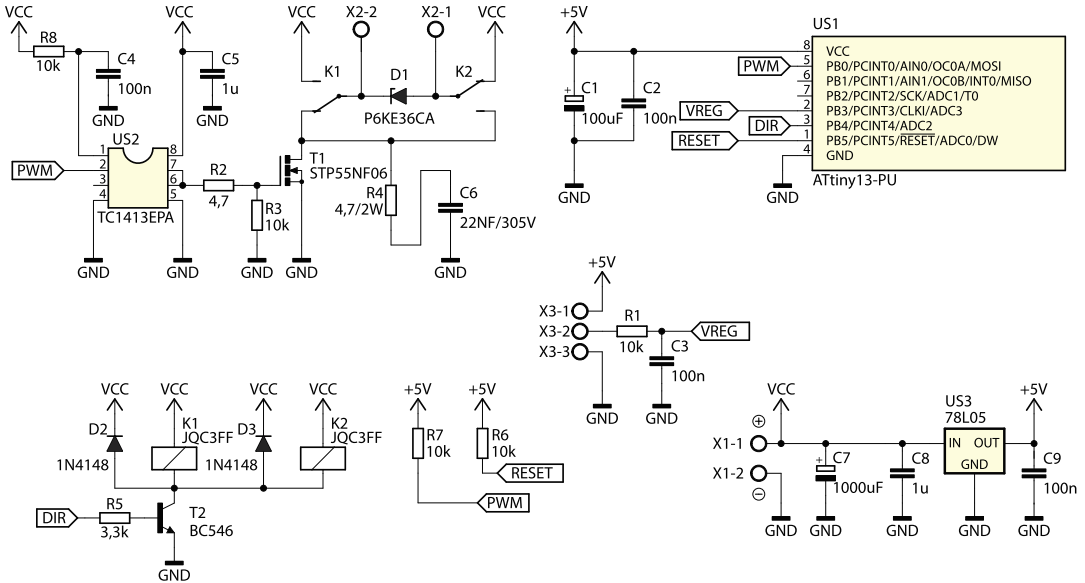 VCC
VCC
VCC
X2-2
X2-1
VCC
+5V
US1
R8
10k
C4
100n
GND
C5
1u
GND
K1
D1
P6KE36CA
K2
C1
100uF
C2
100n
GND
8
VCC
PWM
5
PB0/PCINT0/AIN0/OC0A/MOSI
6
PB1/PCINT1/AIN1/OC0B/INT0/MISO
7
PB2/PCINT2/SCK/ADC1/T0
VREG
2
PB3/PCINT3/CLKI/ADC3
DIR
3
PB4/PCINT4/ADC2
RESET
1
PB5/PCINT5/RESET/ADC0/DW
4
GND
ATtiny13-PU
GND
US2
1
8
PWM
2
7
3
6
4
5
TC1413EPA
R2
4,7
R3
10k
T1
STP55NF06
R4
4,7/2W
C6
22NF/305V
GND
GND
GND
GND
GND
+5V
X3-1
X3-2
X3-3
R1
10k
VREG
C3
100n
GND
GND
VCC
VCC
VCC
VCC
D2
1N4148
K1
JQC3FF
D3
1N4148
K2
JQC3FF
DIR
R5
3,3k
T2
BC546
GND
+5V
+5V
R7
10k
R6
10k
RESET
PWM
VCC
+5V
US3
78L05
+
X1-1
X1-2
−
+
C7
1000uF
C8
1u
IN OUT
GND
C9
100n
GND
GND
GND
GND
GND